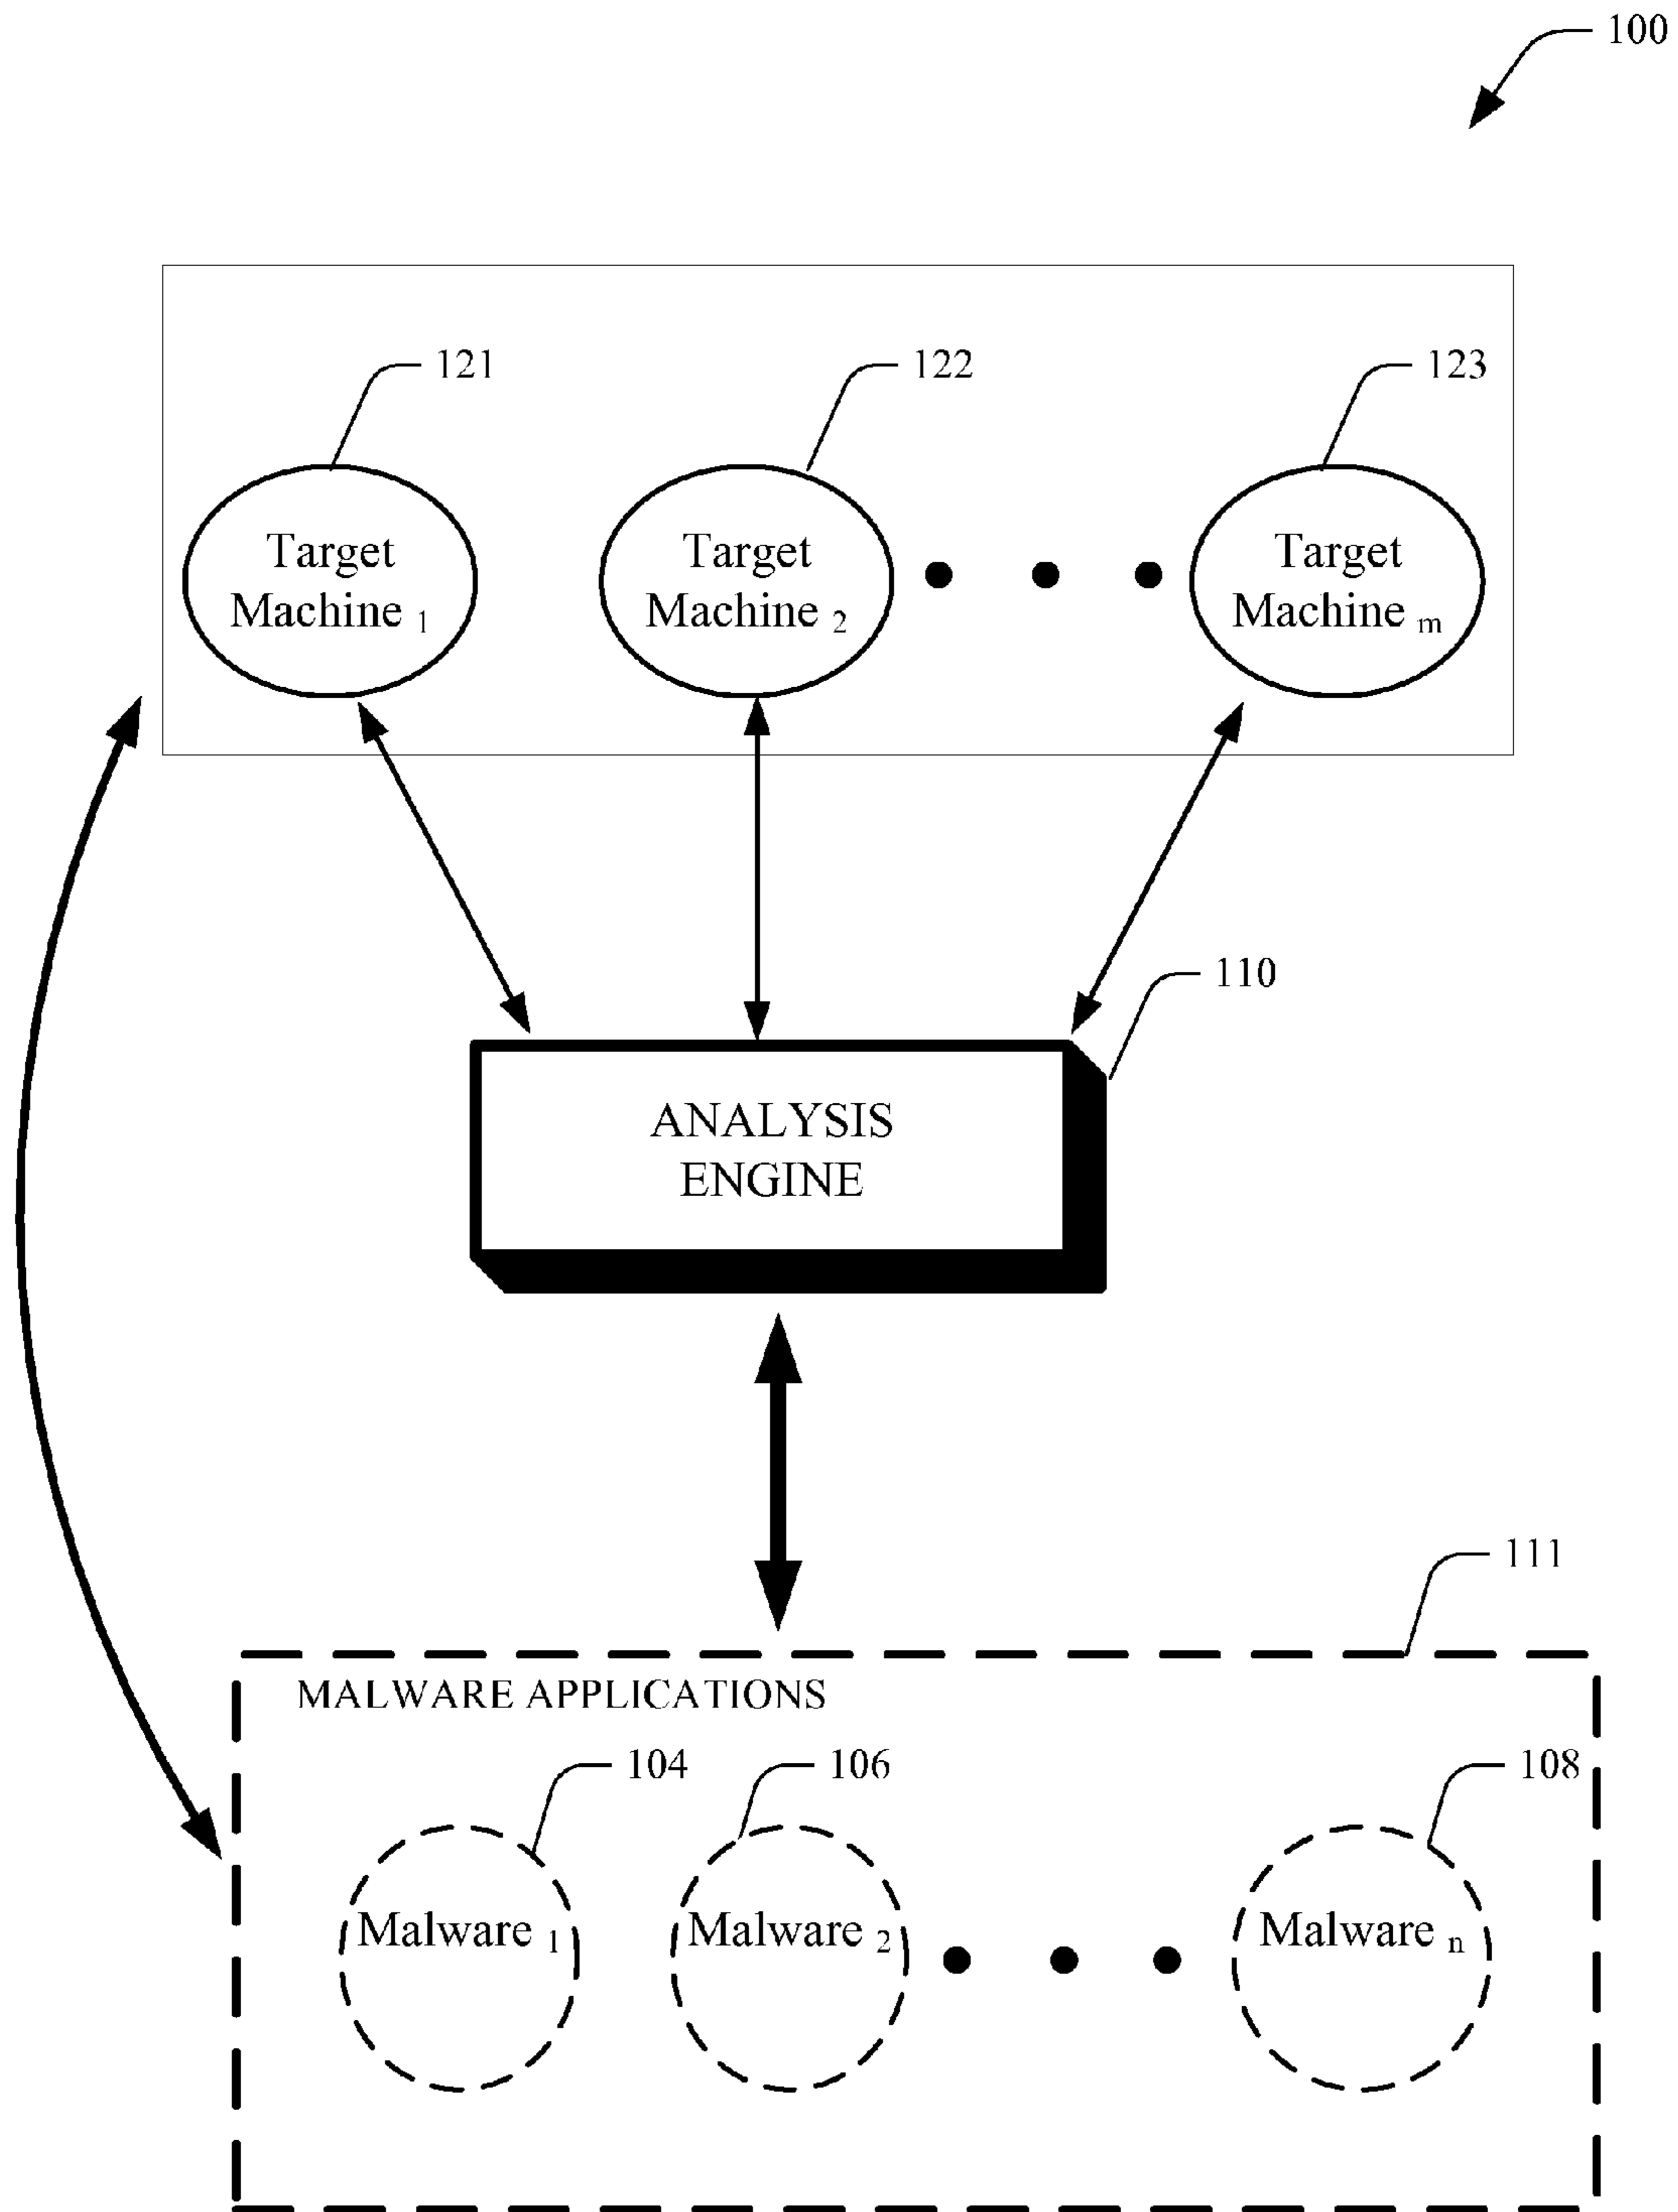 100
121
122
123
Target
Machine 1
Target
Machine 2
Target
Machine m
110
ANALYSIS
ENGINE
111
MALWARE APPLICATIONS
104
106
108
Malware 1
Malware 2
Malware n